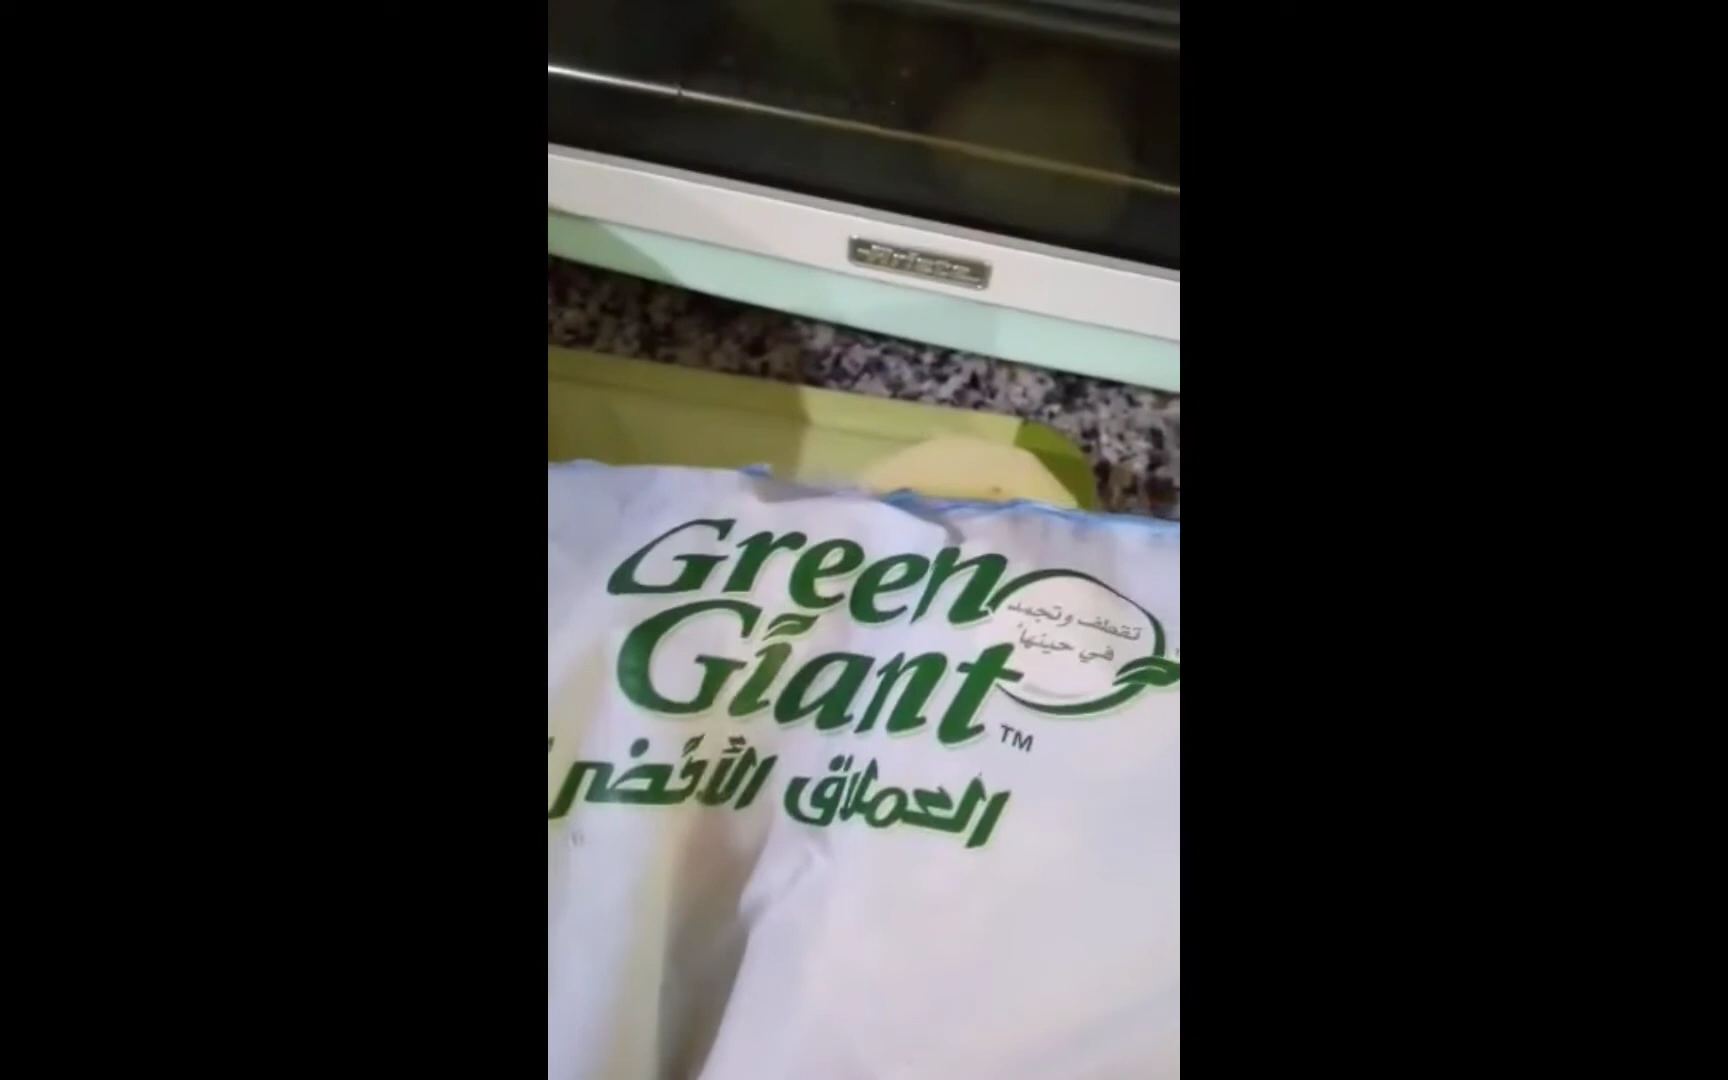 Green
Giant
TM
تقطف وتجمد
في حينها
العملاق الأخضر